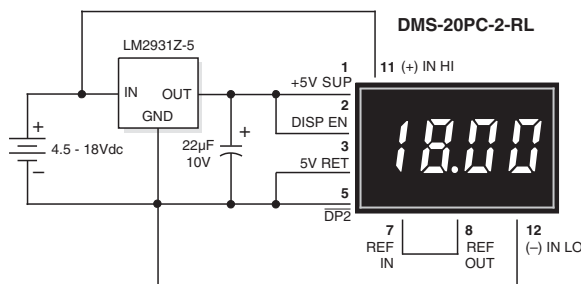 DMS-20PC-2-RL
LM2931Z-5
1
11 (+) IN HI
+5V SUP
IN
OUT
2
GND
DISP EN
+
+
4.5 - 18Vdc
22µF
10V
3
18.00
5V RET
−
5
DP2
7
8
12
REF
IN
REF
OUT
(–) IN LO